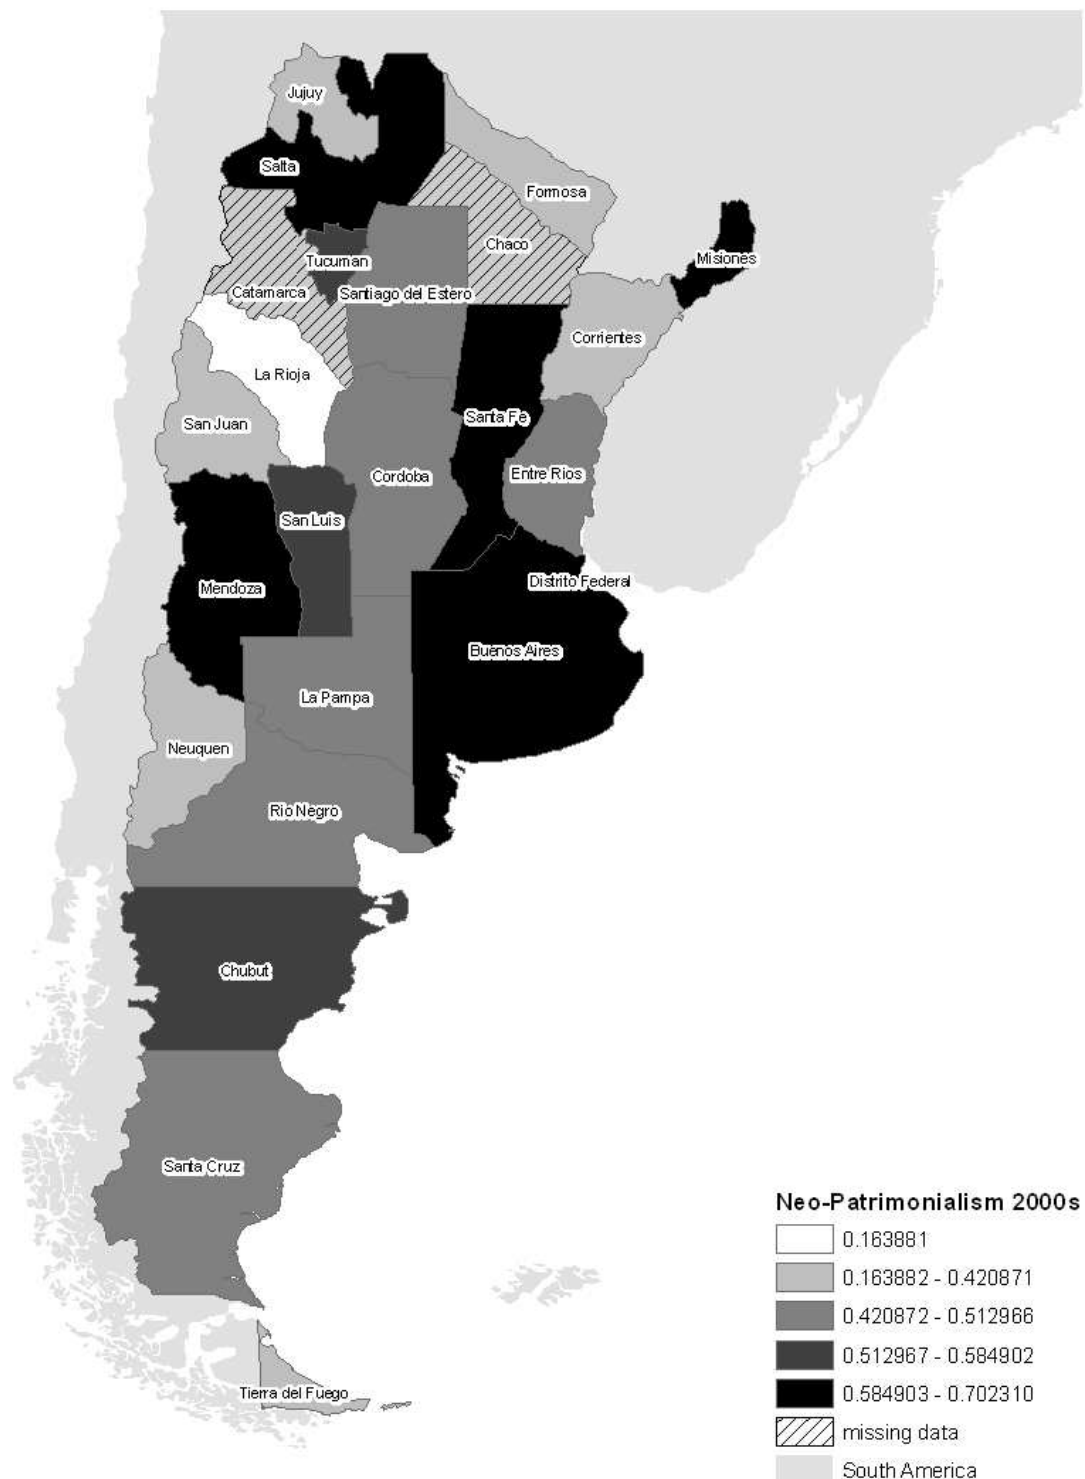 Jujuy
Salta
Formosa
Chaco
Misiones
Tucuman
Catamarca
Santiago del Estero
Corrientes
La Rioja
San Juan
Santa Fe
Cordoba
Entre Rios
San Luis
Mendoza
Distrito Federal
Buenos Aires
La Pampa
Neuquen
Rio Negro
Chubut
Santa Cruz
Tierra del Fuego
Neo-Patrimonialism 2000s
0.163881
0.163882 - 0.420871
0.420872 - 0.512966
0.512967 - 0.584902
0.584903 - 0.702310
missing data
South America